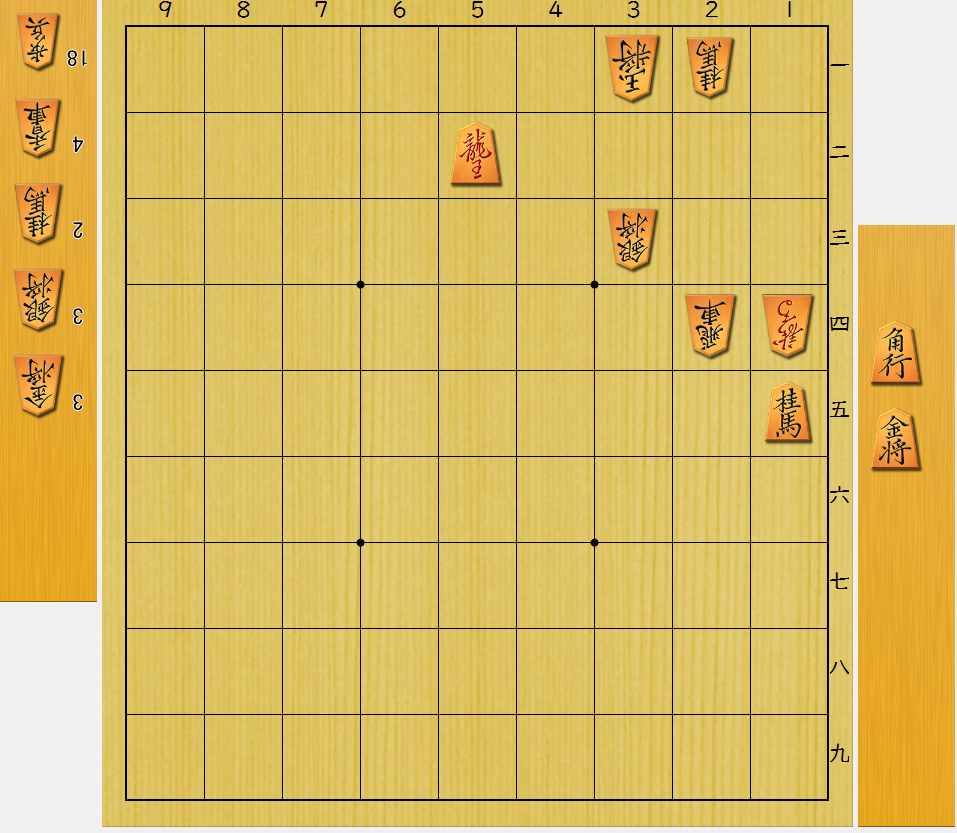 9 8 7 6 5 4 3 2 1
歩兵 18
香車 4
桂馬 2
銀将 3
金将 3
玉将 桂馬 一
龍王 二
銀将 三
飛車 龍馬 四
桂馬 五
六
七
八
九
角行
金将